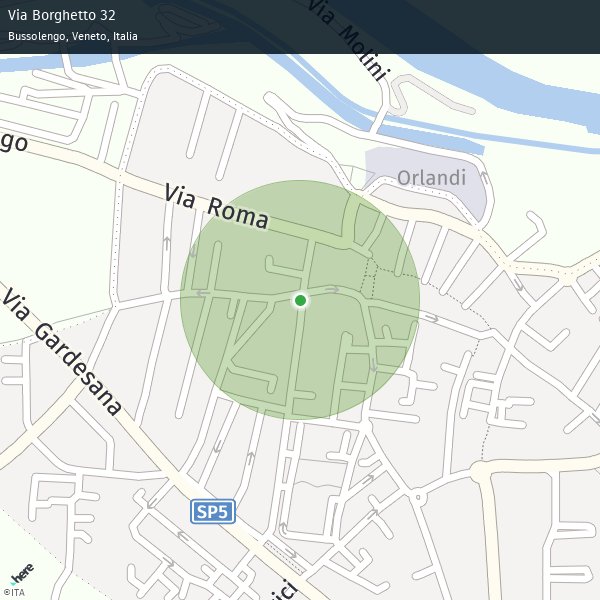 Via Borghetto 32
Bussolengo, Veneto, Italia
Via Molini
go
Orlandi
Via Roma
Via Gardesana
SP5
ici
here
©ITA